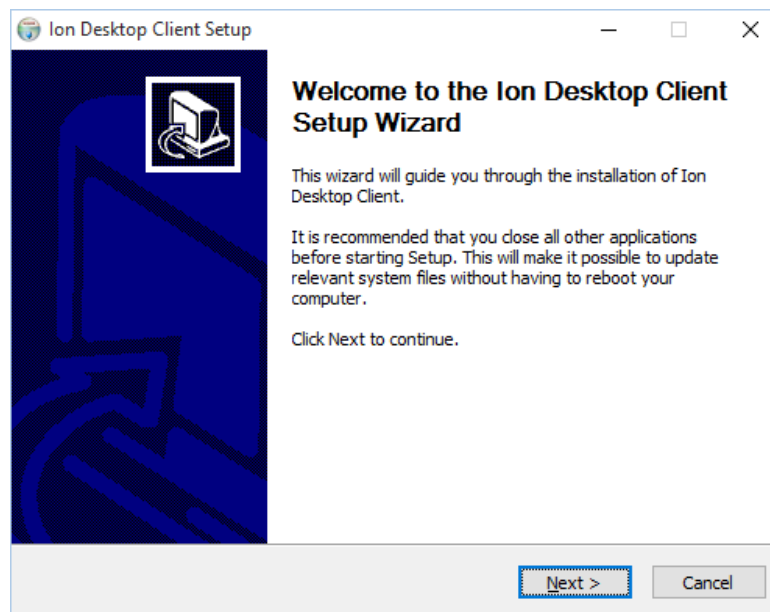 Ion Desktop Client Setup
Welcome to the Ion Desktop Client
Setup Wizard
This wizard will guide you through the installation of Ion
Desktop Client.
It is recommended that you close all other applications
before starting Setup. This will make it possible to update
relevant system files without having to reboot your
computer.
Click Next to continue.
Next >
Cancel